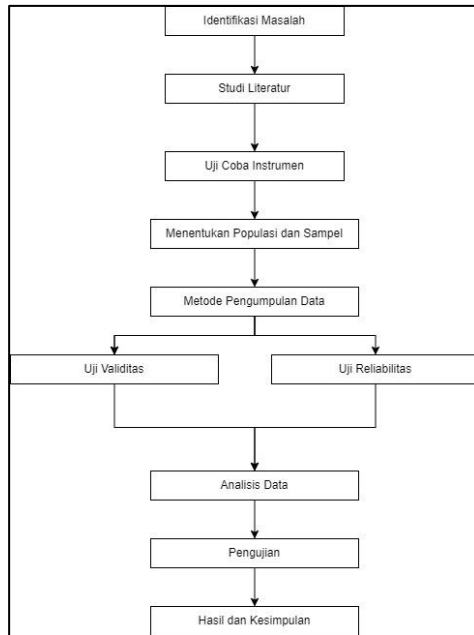 Identifikasi Masalah
Studi Literatur
Uji Coba Instrumen
Menentukan Populasi dan Sampel
Metode Pengumpulan Data
Uji Validitas
Uji Reliabilitas
Analisis Data
Pengujian
Hasil dan Kesimpulan